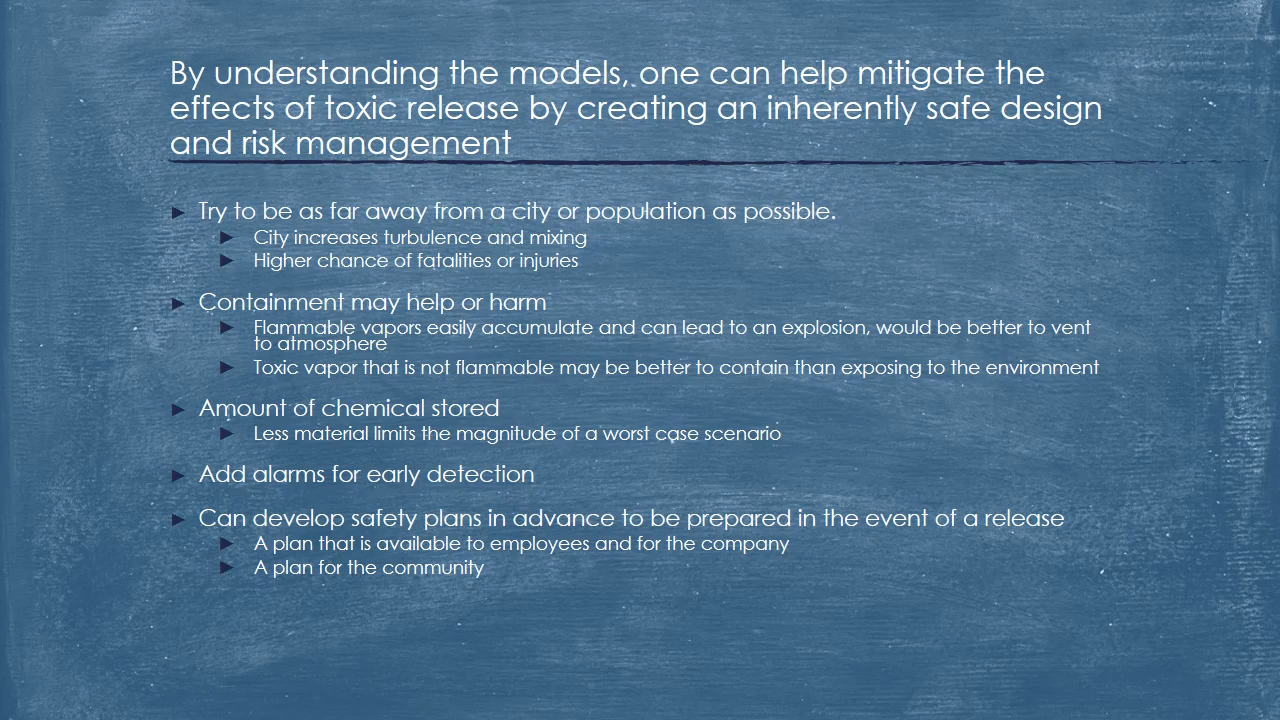 By understanding the models, one can help mitigate the
effects of toxic release by creating an inherently safe design
and risk management
► Try to be as far away from a city or population as possible.
► City increases turbulence and mixing
► Higher chance of fatalities or injuries
► Containment may help or harm
► Flammable vapors easily accumulate and can lead to an explosion, would be better to vent
to atmosphere
► Toxic vapor that is not flammable may be better to contain than exposing to the environment
► Amount of chemical stored
► Less material limits the magnitude of a worst case scenario
► Add alarms for early detection
► Can develop safety plans in advance to be prepared in the event of a release
► A plan that is available to employees and for the company
► A plan for the community